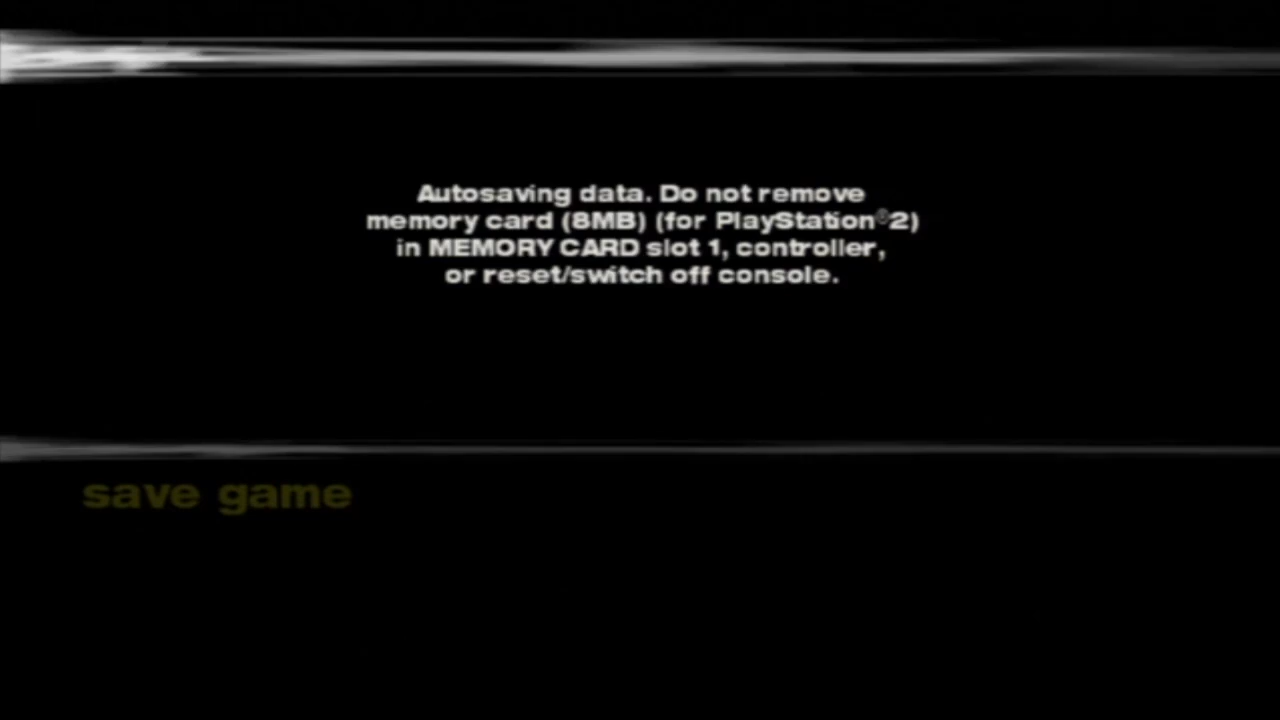 Autosaving data. Do not remove
memory card (8MB) (for PlayStation®2)
in MEMORY CARD slot 1, controller,
or reset/switch off console.
save game